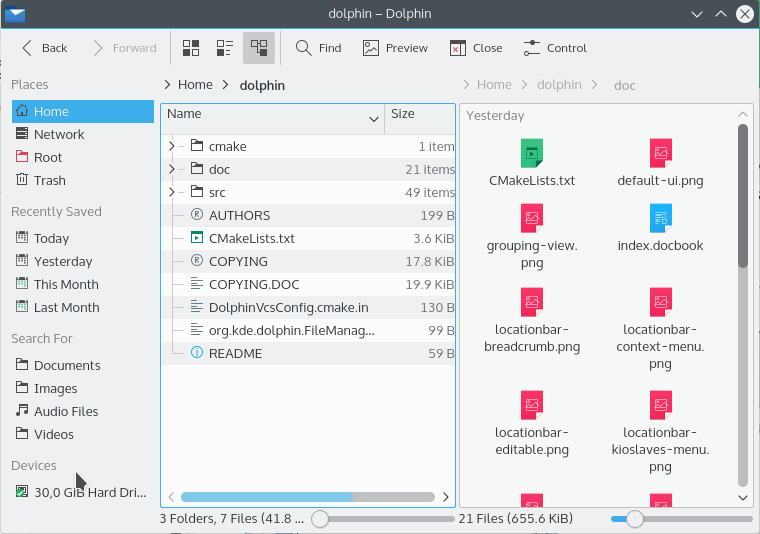 dolphin – Dolphin
Back
Forward
Find
Preview
Close
Control
Places
Home
Network
Root
Trash
Recently Saved
Today
Yesterday
This Month
Last Month
Search For
Documents
Images
Audio Files
Videos
Devices
30,0 GiB Hard Dri...
Home dolphin
Name Size
cmake 1 item
doc 21 items
src 49 items
AUTHORS 199 B
CMakeLists.txt 3.6 KiB
COPYING 17.8 KiB
COPYING.DOC 19.9 KiB
DolphinVcsConfig.cmake.in 130 B
org.kde.dolphin.FileManag... 99 B
README 59 B
3 Folders, 7 Files (41.8 ...
Home dolphin doc
Yesterday
CMakeLists.txt
default-ui.png
grouping-view.
png
index.docbook
locationbar-
breadcrumb.png
locationbar-
context-menu.
png
locationbar-
editable.png
locationbar-
kioslaves-menu.
png
21 Files (655.6 KiB)